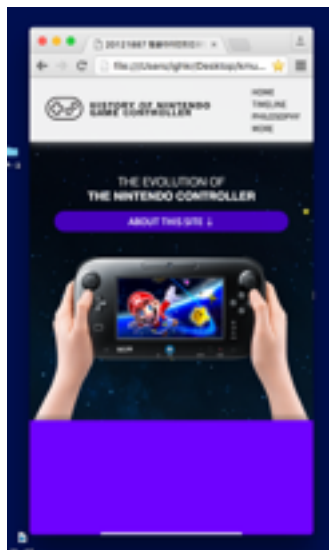 HISTORY OF NINTENDO
GAME CONTROLLER
HOME
TIMELINE
PHILOSOPHY
MORE
THE EVOLUTION OF
THE NINTENDO CONTROLLER
ABOUT THIS SITE ↓